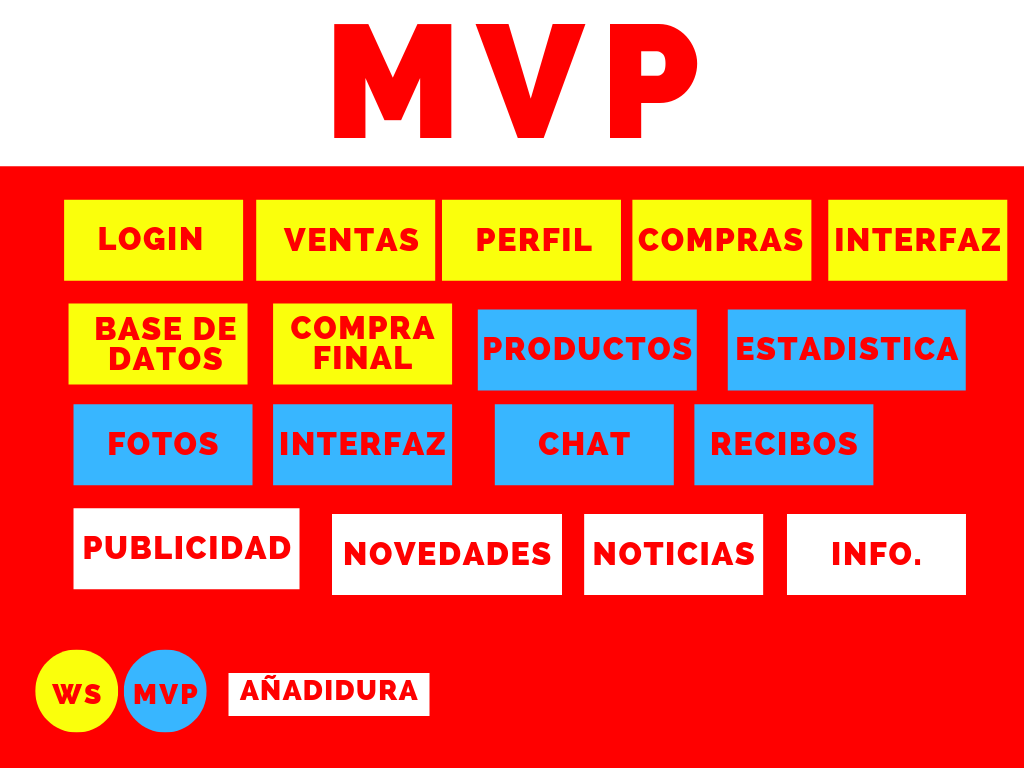 MVP
LOGIN
VENTAS
PERFIL
COMPRAS
INTERFAZ
BASE DE
DATOS
COMPRA
FINAL
PRODUCTOS
ESTADISTICA
FOTOS
INTERFAZ
CHAT
RECIBOS
PUBLICIDAD
NOVEDADES
NOTICIAS
INFO.
WS
MVP
AÑADIDURA